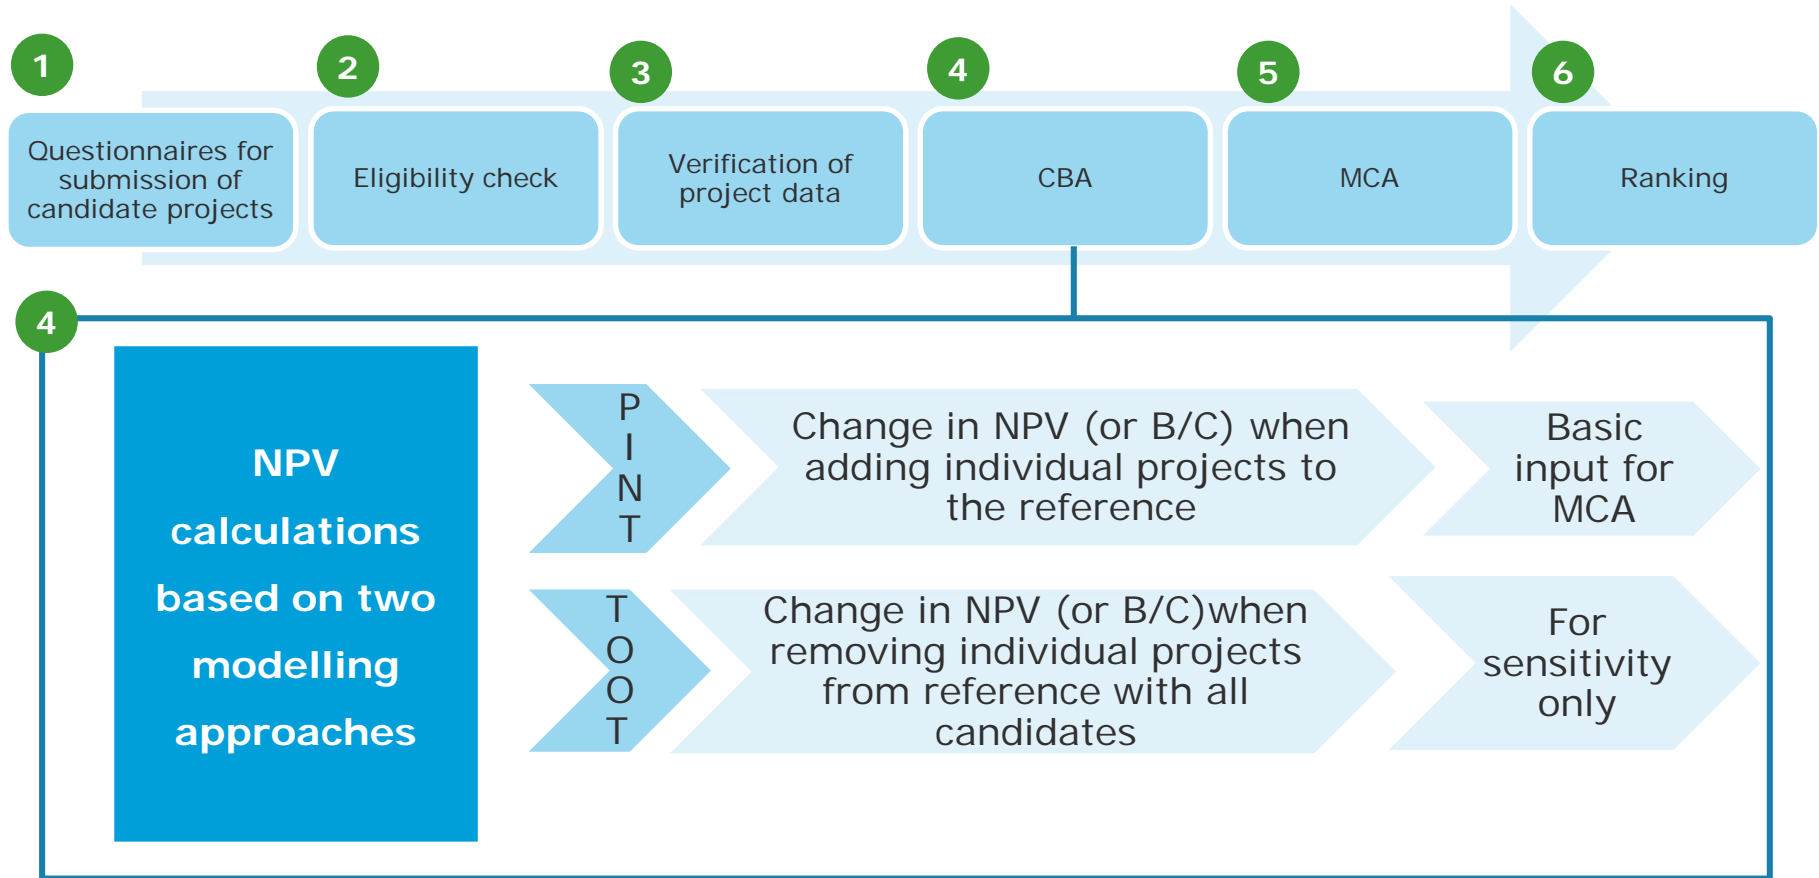 1
Questionnaires for
submission of
candidate projects
2
Eligibility check
3
Verification of
project data
4
CBA
5
MCA
6
Ranking
4
NPV
calculations
based on two
modelling
approaches
P
I
N
T
Change in NPV (or B/C) when
adding individual projects to
the reference
Basic
input for
MCA
T
O
O
T
Change in NPV (or B/C)when
removing individual projects
from reference with all
candidates
For
sensitivity
only